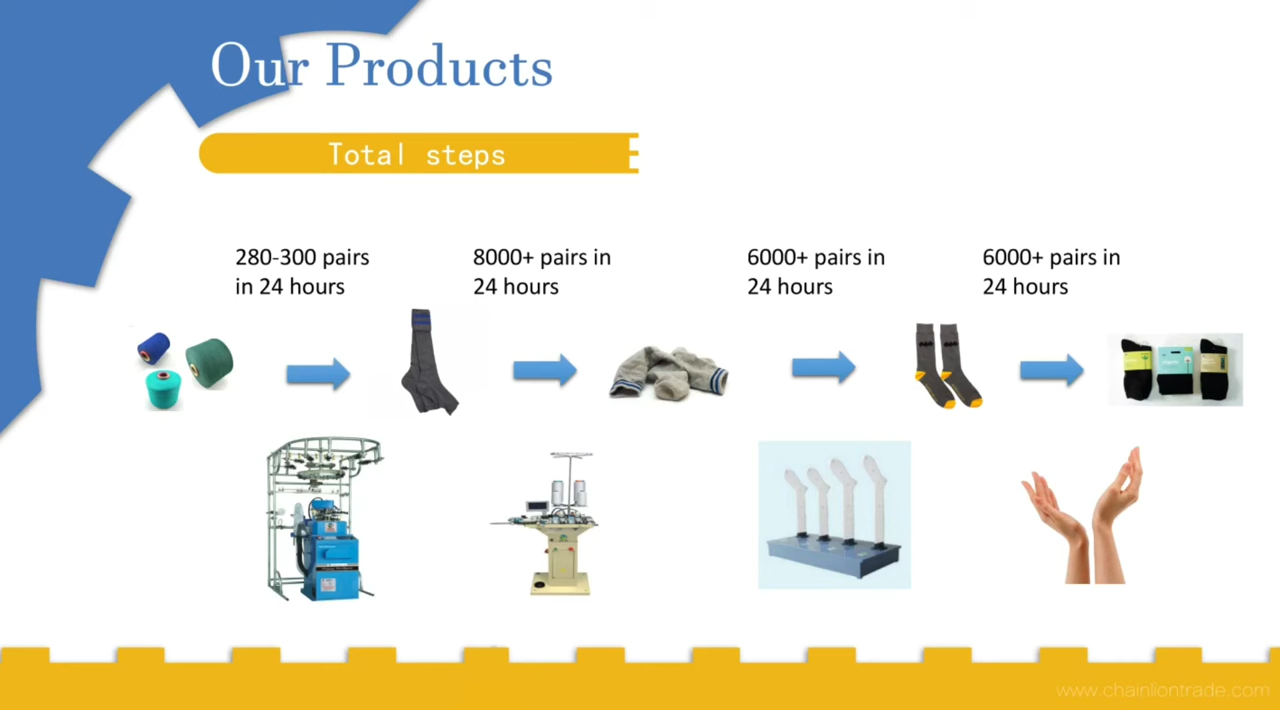 Our Products
Total steps
280-300 pairs
in 24 hours
8000+ pairs in
24 hours
6000+ pairs in
24 hours
6000+ pairs in
24 hours
www.chainliontrade.com